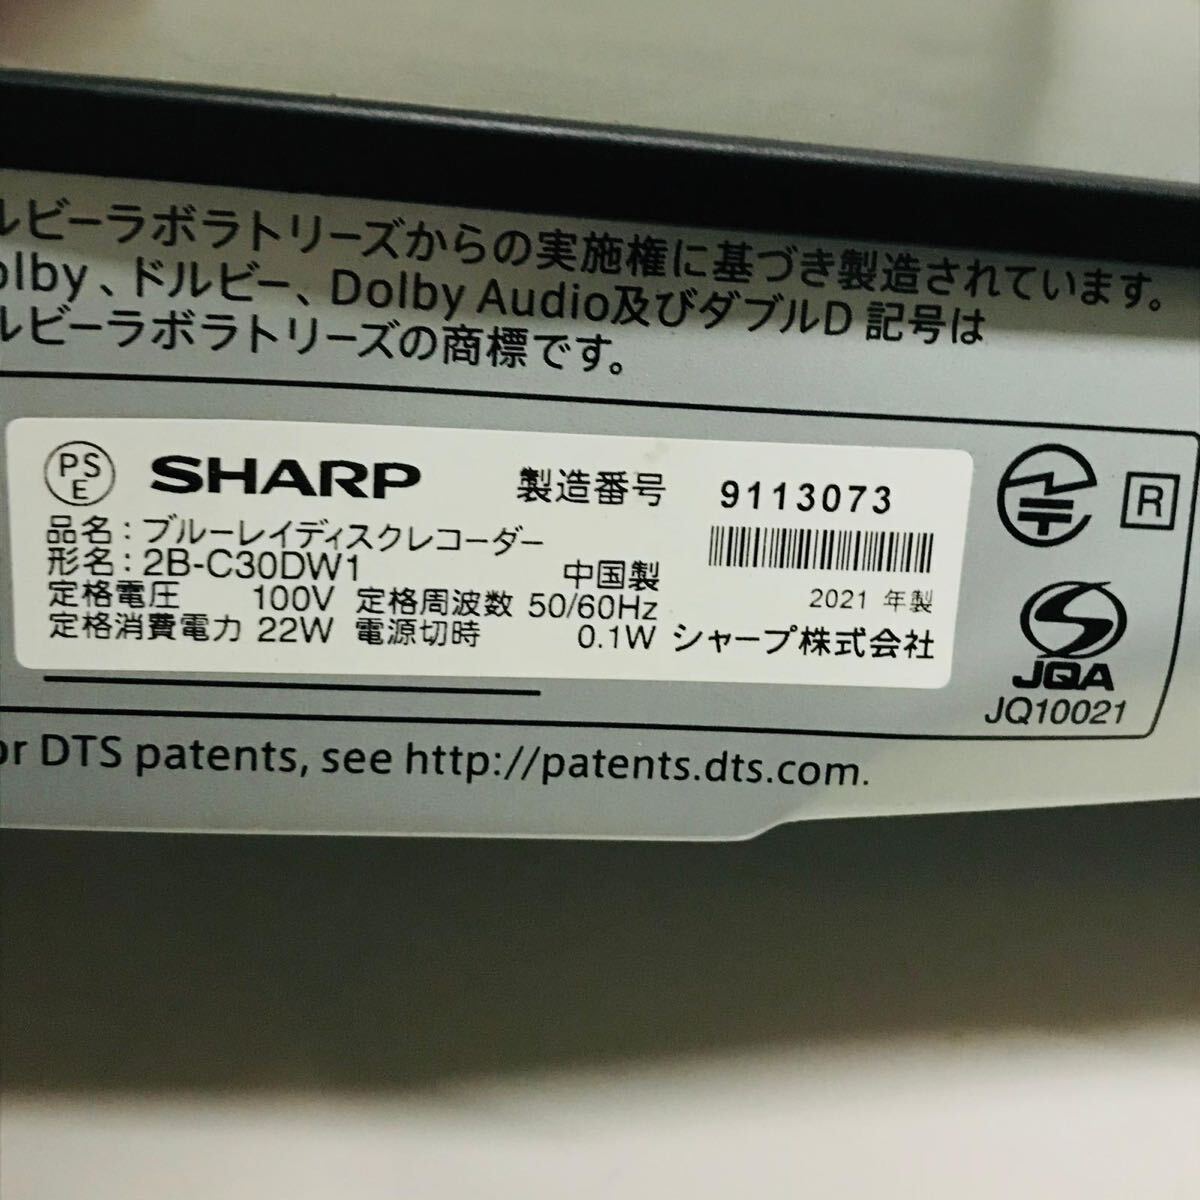 ルビーラボラトリーズからの実施権に基づき製造されています。
olby、ドルビー、Dolby Audio及びダブルD 記号は
ルビーラボラトリーズの商標です。
PSE SHARP 製造番号 9113073
品名：ブルーレイディスクレコーダー
形名：2B-C30DW1 中国製
定格電圧 100V 定格周波数 50/60Hz 2021 年製
定格消費電力 22W 電源切時 0.1W シャープ株式会社
R
JQA
JQ10021
or DTS patents, see http://patents.dts.com.